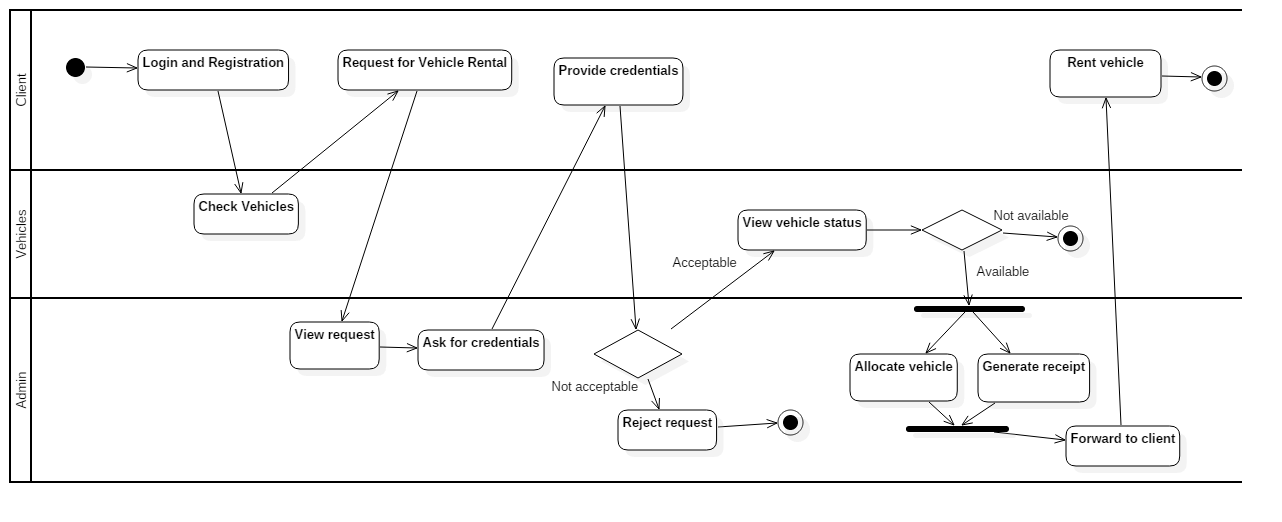 Client
Login and Registration
Request for Vehicle Rental
Provide credentials
Rent vehicle
Vehicles
Check Vehicles
View vehicle status
Not available
Acceptable
Available
Admin
View request
Ask for credentials
Not acceptable
Reject request
Allocate vehicle
Generate receipt
Forward to client